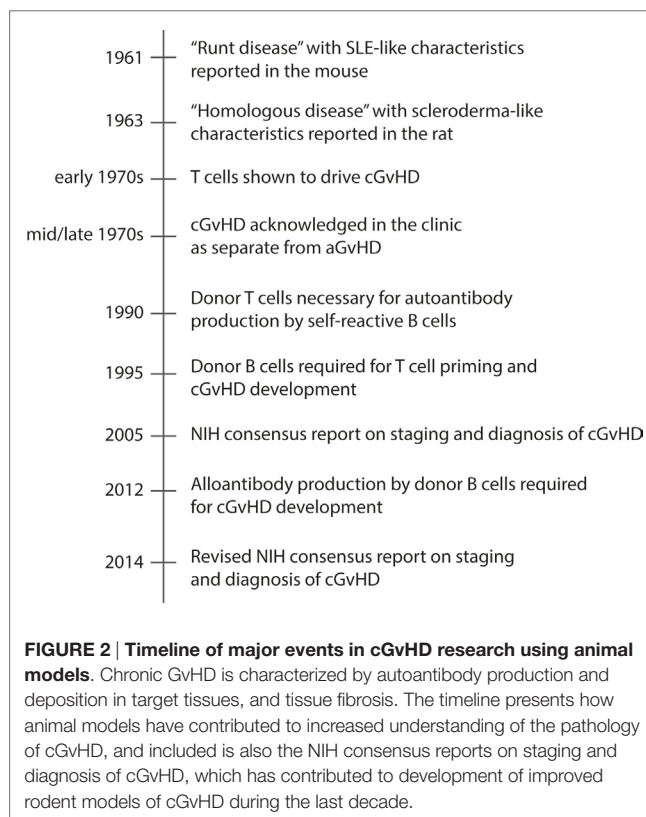 1961 "Runt disease" with SLE-like characteristics
reported in the mouse
1963 "Homologous disease" with scleroderma-like
characteristics reported in the rat
early 1970s T cells shown to drive cGvHD
mid/late 1970s cGvHD acknowledged in the clinic
as separate from aGvHD
1990 Donor T cells necessary for autoantibody
production by self-reactive B cells
1995 Donor B cells required for T cell priming and
cGvHD development
2005 NIH consensus report on staging and diagnosis of cGvHD
2012 Alloantibody production by donor B cells required
for cGvHD development
2014 Revised NIH consensus report on staging
and diagnosis of cGvHD
FIGURE 2 | Timeline of major events in cGvHD research using animal
models. Chronic GvHD is characterized by autoantibody production and
deposition in target tissues, and tissue fibrosis. The timeline presents how
animal models have contributed to increased understanding of the pathology
of cGvHD, and included is also the NIH consensus reports on staging and
diagnosis of cGvHD, which has contributed to development of improved
rodent models of cGvHD during the last decade.